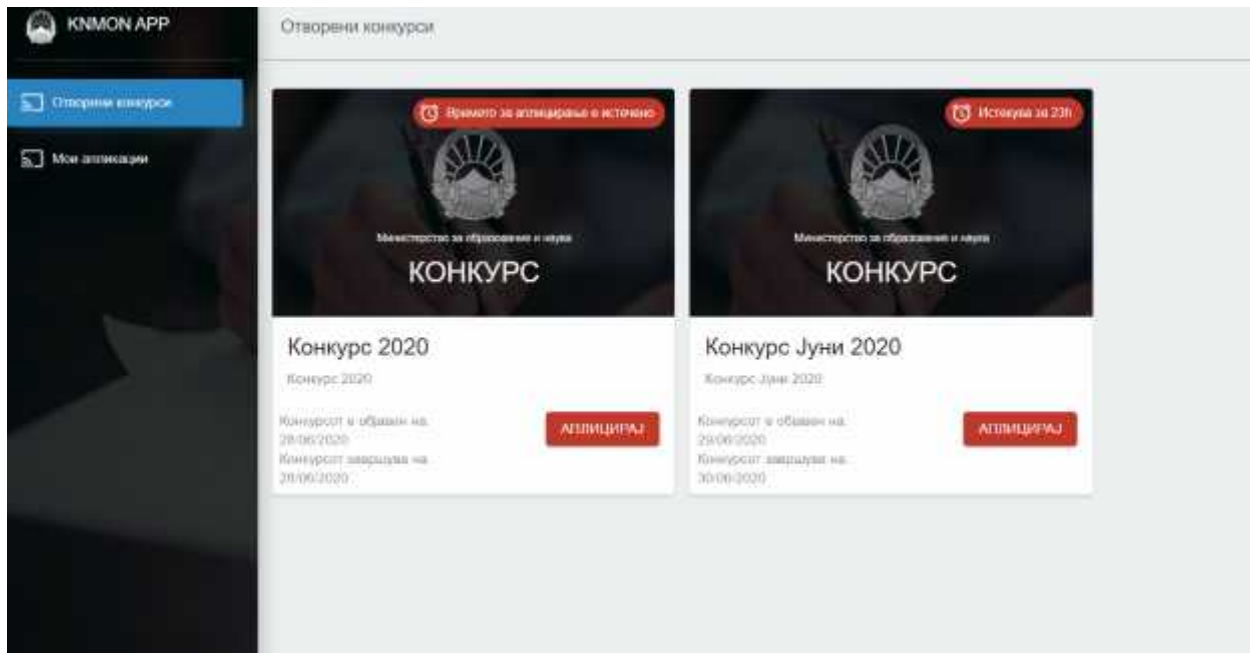 KNMON APP
Отворени конкурси
Отворени конкурси
Мои апликации
Времето за аплицирање е истечено
Министерство за образование и наука
КОНКУРС
Конкурс 2020
Конкурс 2020
Конкурсот е објавен на:
28/06/2020
Конкурсот завршува на:
28/06/2020
АПЛИЦИРАЈ
Истекува за 23h
Министерство за образование и наука
КОНКУРС
Конкурс Јуни 2020
Конкурс Јуни 2020
Конкурсот е објавен на:
29/06/2020
Конкурсот завршува на:
30/06/2020
АПЛИЦИРАЈ